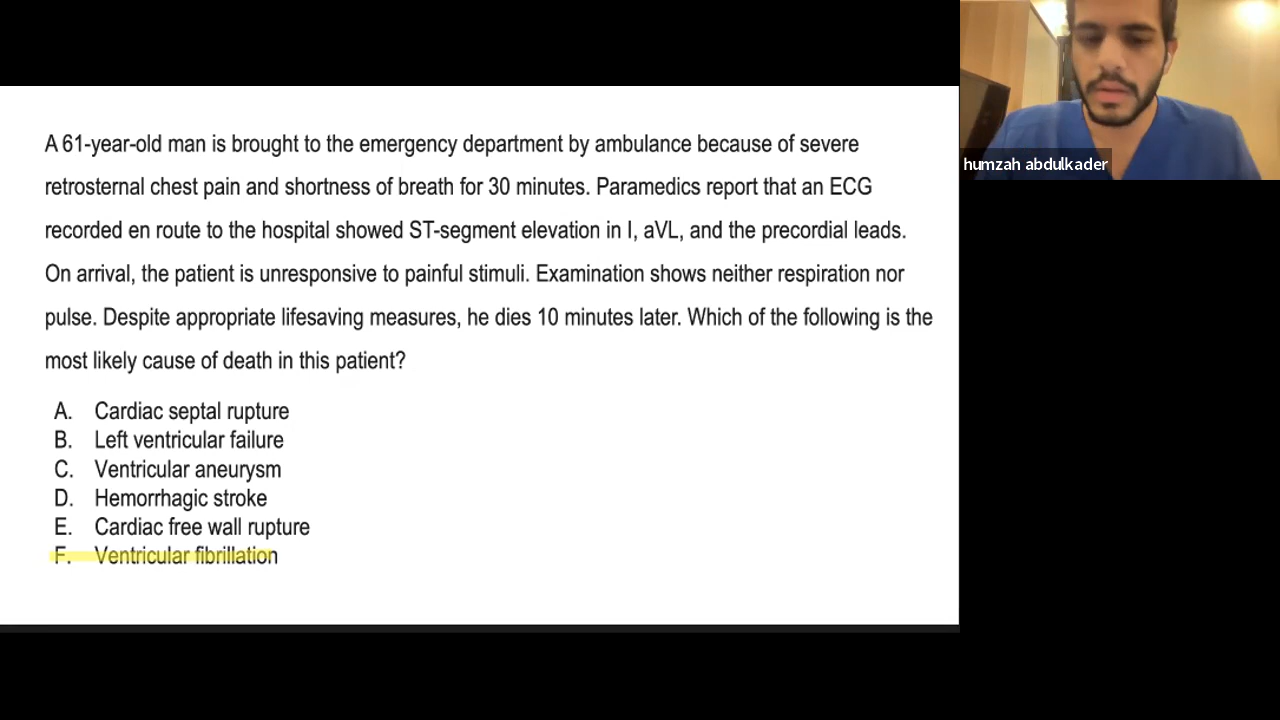 A 61-year-old man is brought to the emergency department by ambulance because of severe
retrosternal chest pain and shortness of breath for 30 minutes. Paramedics report that an ECG
recorded en route to the hospital showed ST-segment elevation in I, aVL, and the precordial leads.
On arrival, the patient is unresponsive to painful stimuli. Examination shows neither respiration nor
pulse. Despite appropriate lifesaving measures, he dies 10 minutes later. Which of the following is the
most likely cause of death in this patient?
A. Cardiac septal rupture
B. Left ventricular failure
C. Ventricular aneurysm
D. Hemorrhagic stroke
E. Cardiac free wall rupture
F. Ventricular fibrillation
humzah abdulkader